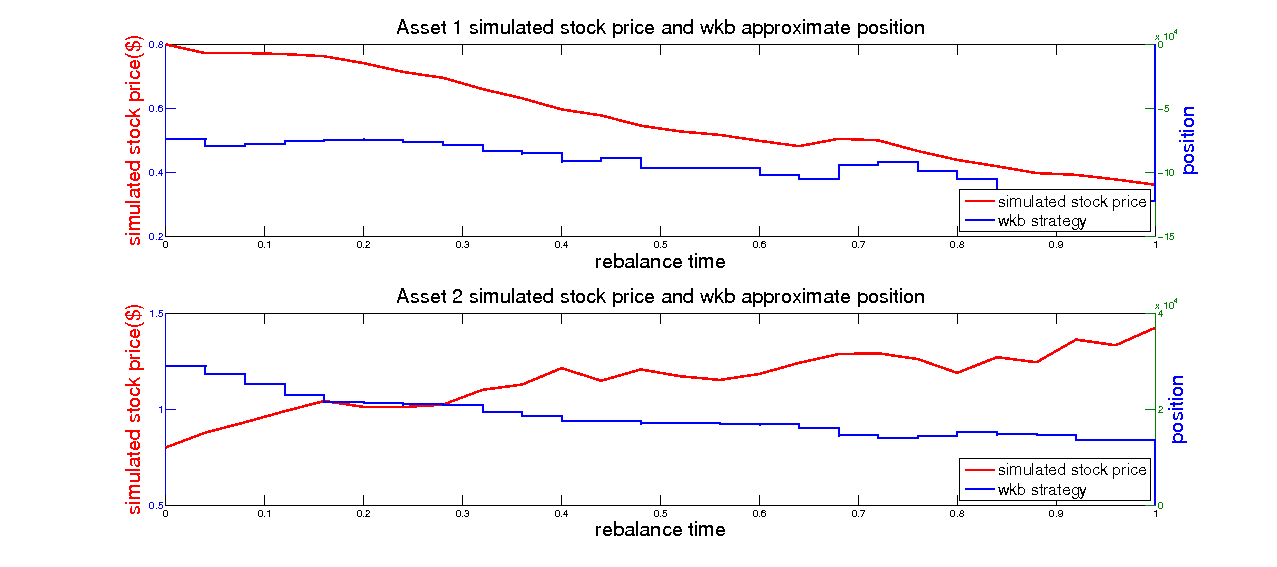 Asset 1 simulated stock price and wkb approximate position
x 10^4
simulated stock price($)
0.8
0.6
0.4
0.2
0
-5
-10
-15
position
simulated stock price
wkb strategy
0 0.1 0.2 0.3 0.4 0.5 0.6 0.7 0.8 0.9 1
rebalance time
Asset 2 simulated stock price and wkb approximate position
x 10^4
simulated stock price($)
1.5
1
0.5
4
2
0
position
simulated stock price
wkb strategy
0 0.1 0.2 0.3 0.4 0.5 0.6 0.7 0.8 0.9 1
rebalance time